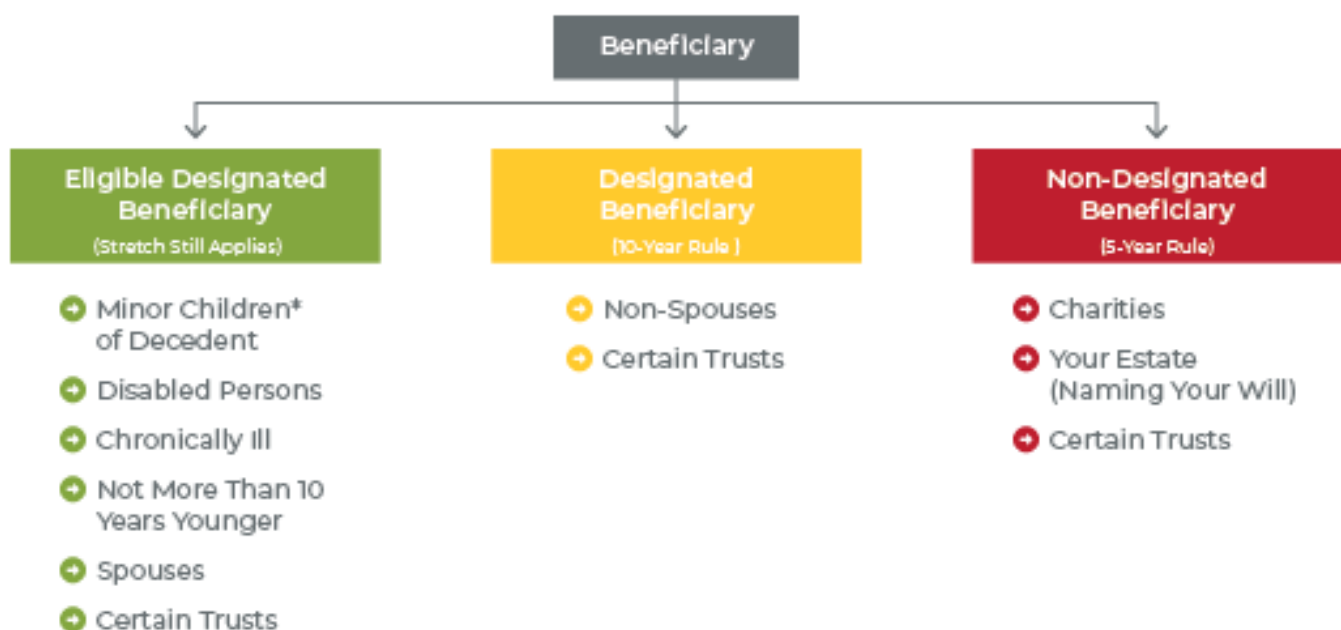 Beneficiary
Eligible Designated
Beneficiary
(Stretch Still Applies)
Minor Children*
of Decedent
Disabled Persons
Chronically Ill
Not More Than 10
Years Younger
Spouses
Certain Trusts
Designated
Beneficiary
(10-Year Rule )
Non-Spouses
Certain Trusts
Non-Designated
Beneficiary
(5-Year Rule)
Charities
Your Estate
(Naming Your Will)
Certain Trusts